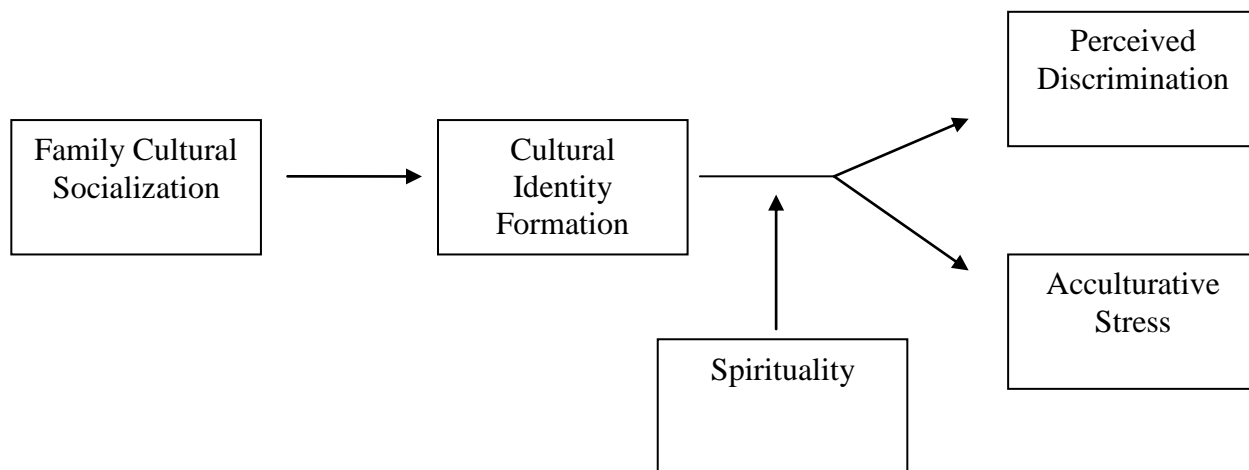 Family Cultural
Socialization
Cultural
Identity
Formation
Perceived
Discrimination
Acculturative
Stress
Spirituality